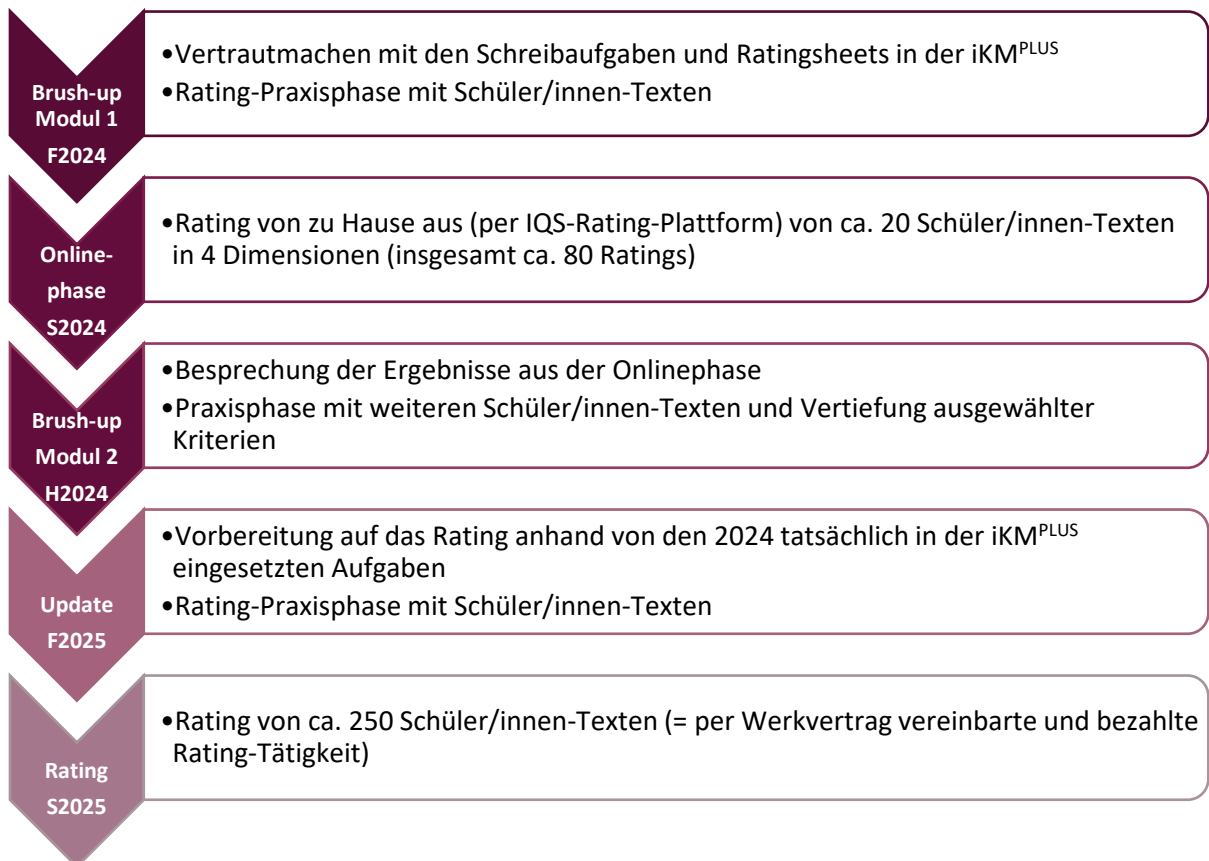 Brush-up
Modul 1
F2024
•Vertrautmachen mit den Schreibaufgaben und Ratingsheets in der iKMPLUS
•Rating-Praxisphase mit Schüler/innen-Texten
Online-
phase
S2024
•Rating von zu Hause aus (per IQS-Rating-Plattform) von ca. 20 Schüler/innen-Texten
in 4 Dimensionen (insgesamt ca. 80 Ratings)
Brush-up
Modul 2
H2024
•Besprechung der Ergebnisse aus der Onlinephase
•Praxisphase mit weiteren Schüler/innen-Texten und Vertiefung ausgewählter
Kriterien
Update
F2025
•Vorbereitung auf das Rating anhand von den 2024 tatsächlich in der iKMPLUS
eingesetzten Aufgaben
•Rating-Praxisphase mit Schüler/innen-Texten
Rating
S2025
•Rating von ca. 250 Schüler/innen-Texten (= per Werkvertrag vereinbarte und bezahlte
Rating-Tätigkeit)